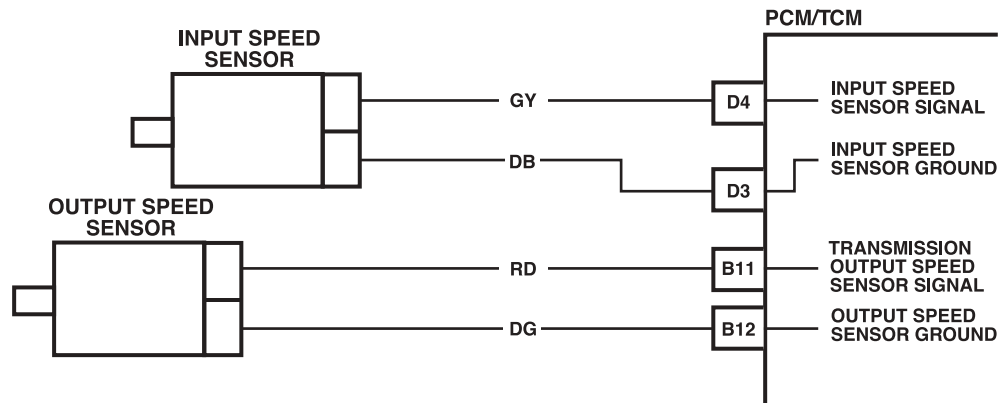 PCM/TCM
INPUT SPEED
SENSOR
GY
D4
INPUT SPEED
SENSOR SIGNAL
DB
D3
INPUT SPEED
SENSOR GROUND
OUTPUT SPEED
SENSOR
RD
B11
TRANSMISSION
OUTPUT SPEED
SENSOR SIGNAL
DG
B12
OUTPUT SPEED
SENSOR GROUND